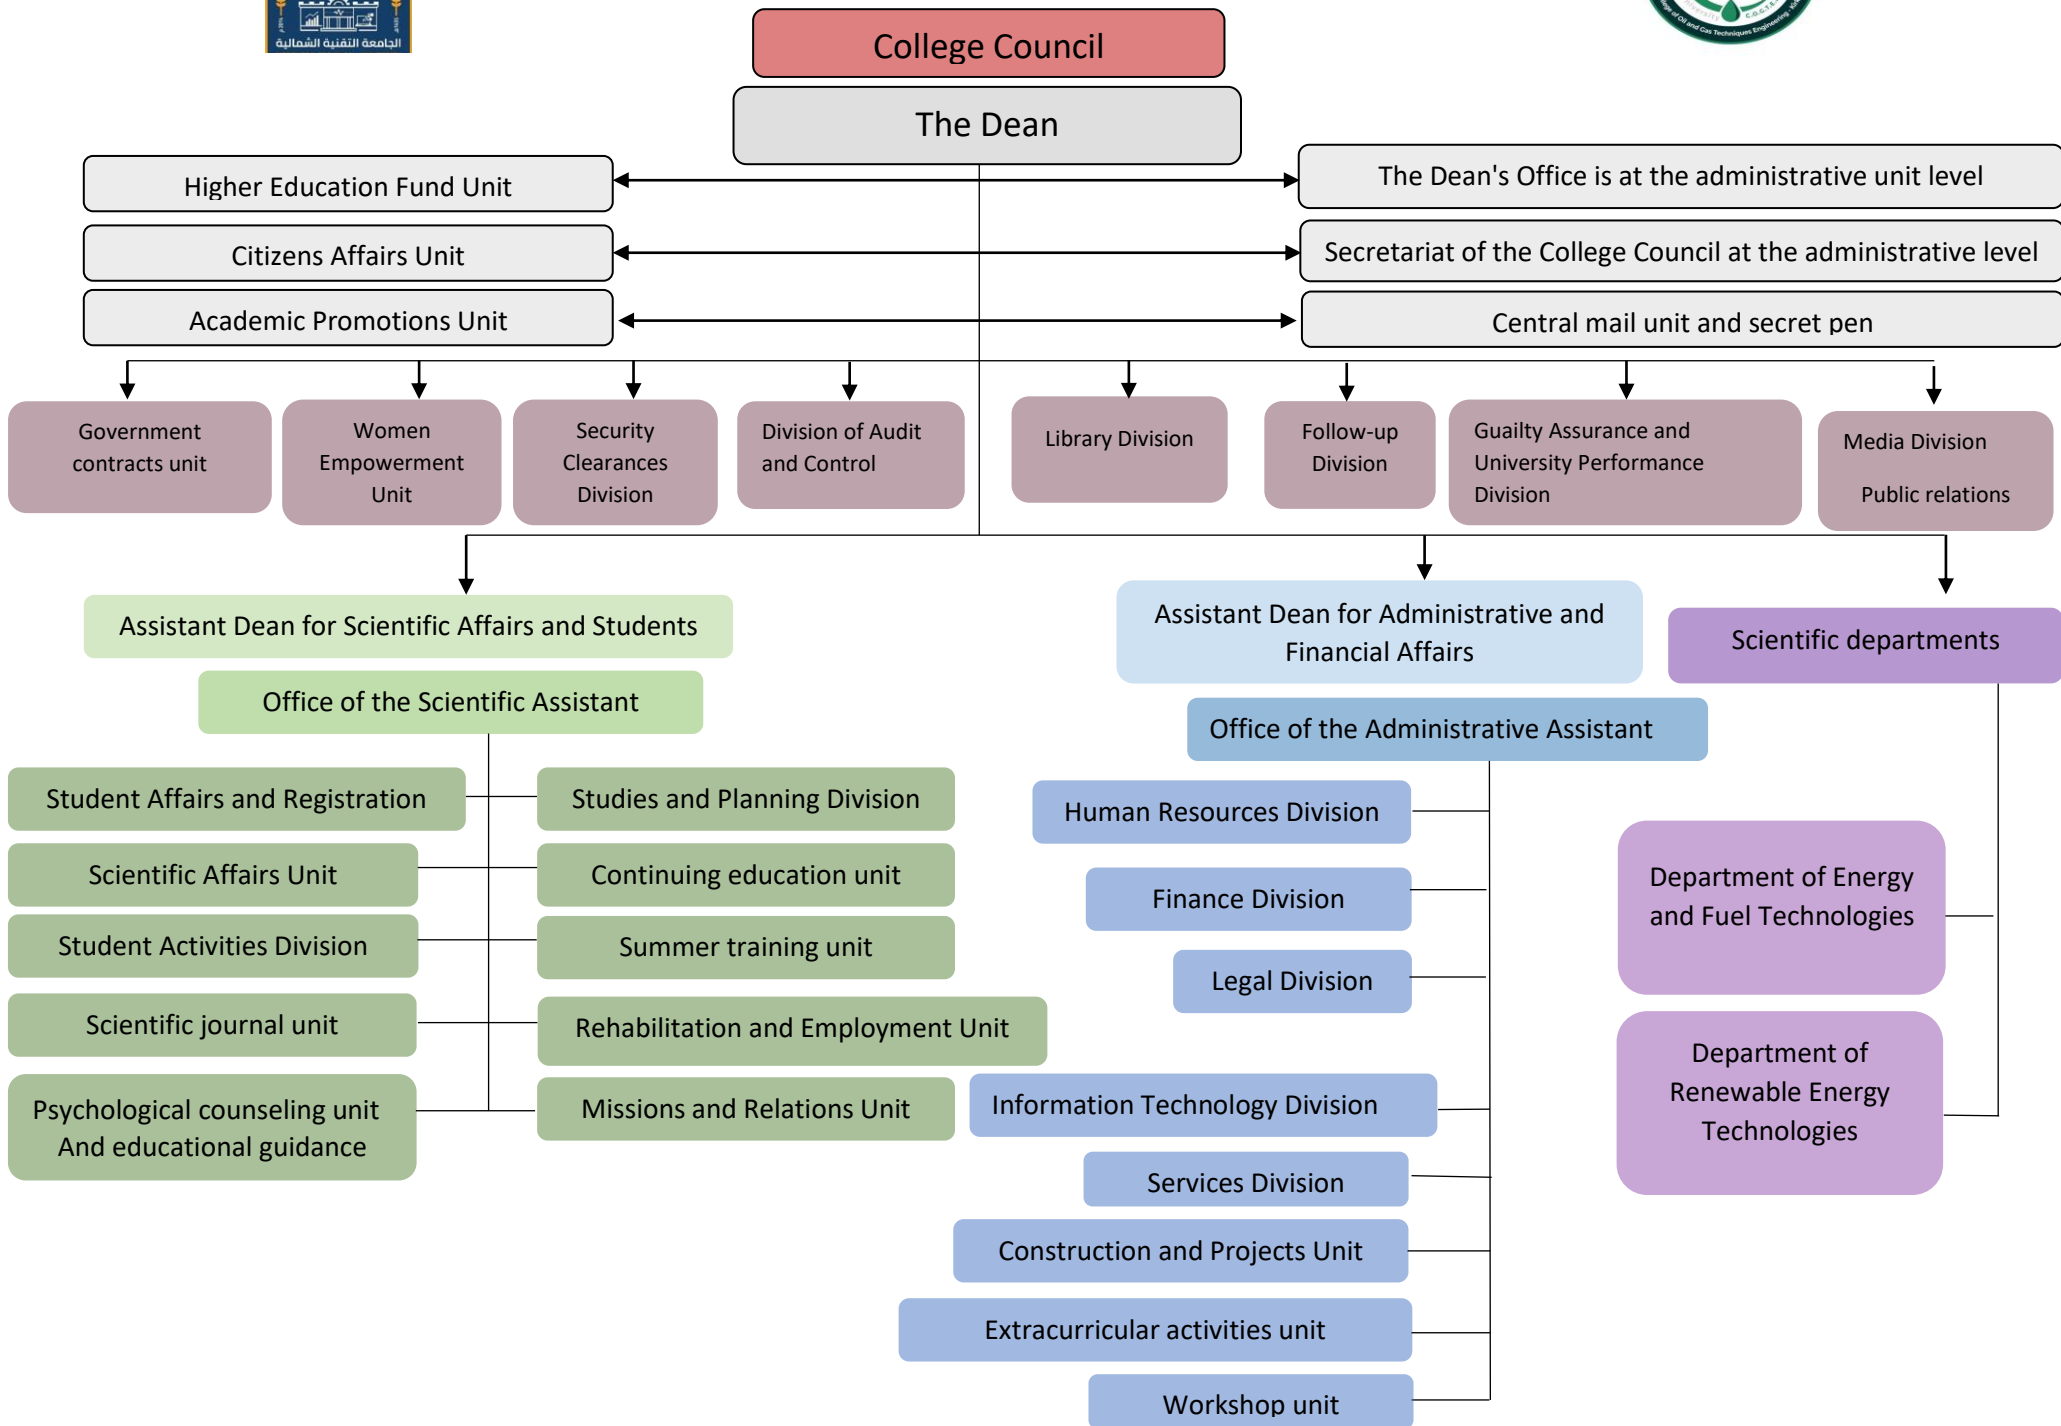 الجامعة التقنية الشمالية
College of Oil and Gas Techniques Engineering
College Council
The Dean
Higher Education Fund Unit
The Dean's Office is at the administrative unit level
Citizens Affairs Unit
Secretariat of the College Council at the administrative level
Academic Promotions Unit
Central mail unit and secret pen
Government
contracts unit
Women
Empowerment
Unit
Security
Clearances
Division
Division of Audit
and Control
Library Division
Follow-up
Division
Guailty Assurance and
University Performance
Division
Media Division
Public relations
Assistant Dean for Scientific Affairs and Students
Assistant Dean for Administrative and
Financial Affairs
Scientific departments
Office of the Scientific Assistant
Office of the Administrative Assistant
Student Affairs and Registration
Studies and Planning Division
Scientific Affairs Unit
Continuing education unit
Student Activities Division
Summer training unit
Scientific journal unit
Rehabilitation and Employment Unit
Psychological counseling unit
And educational guidance
Missions and Relations Unit
Human Resources Division
Finance Division
Legal Division
Information Technology Division
Services Division
Construction and Projects Unit
Extracurricular activities unit
Workshop unit
Department of Energy
and Fuel Technologies
Department of
Renewable Energy
Technologies